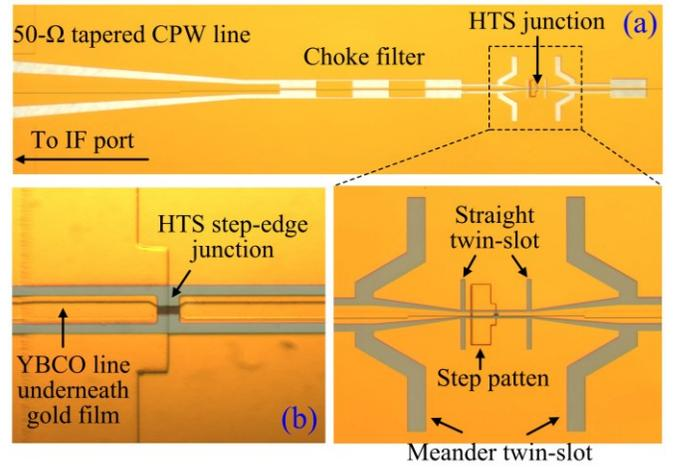 50-Ω tapered CPW line
Choke filter
HTS junction
(a)
To IF port
HTS step-edge
junction
YBCO line
underneath
gold film
(b)
Straight
twin-slot
Step patten
Meander twin-slot